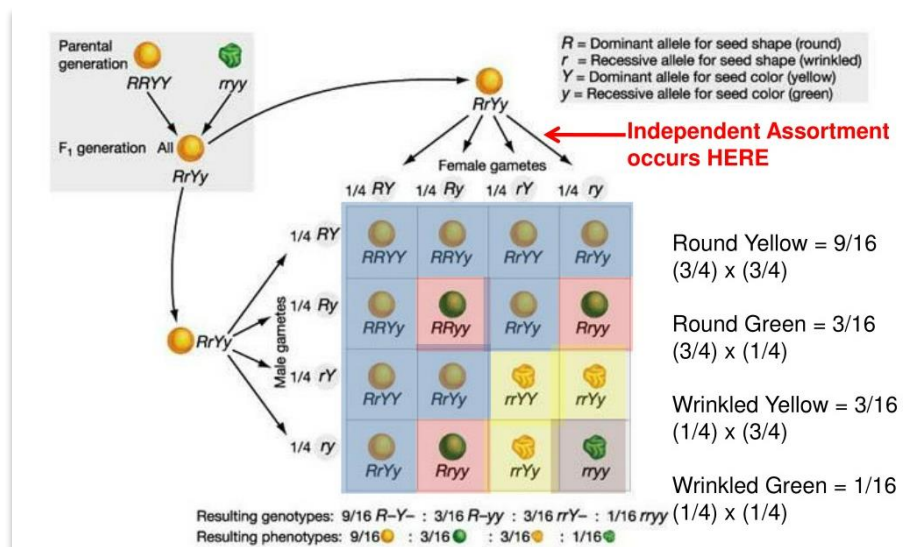 Parental
generation
RRYY
rryy
F₁ generation All
RrYy
RrYy
R = Dominant allele for seed shape (round)
r = Recessive allele for seed shape (wrinkled)
Y = Dominant allele for seed color (yellow)
y = Recessive allele for seed color (green)
Independent Assortment
occurs HERE
Female gametes
1/4 RY 1/4 Ry 1/4 rY 1/4 ry
RrYy
Male gametes
1/4 RY
RRYY RRYy RrYY RrYy
1/4 Ry
RRYy RRyy RrYy Rryy
1/4 rY
RrYY RrYy rrYY rrYy
1/4 ry
RrYy Rryy rrYy rryy
Round Yellow = 9/16
(3/4) x (3/4)
Round Green = 3/16
(3/4) x (1/4)
Wrinkled Yellow = 3/16
(1/4) x (3/4)
Wrinkled Green = 1/16
(1/4) x (1/4)
Resulting genotypes: 9/16 R–Y– : 3/16 R–yy : 3/16 rrY– : 1/16 rryy
Resulting phenotypes: 9/16 : 3/16 : 3/16 : 1/16